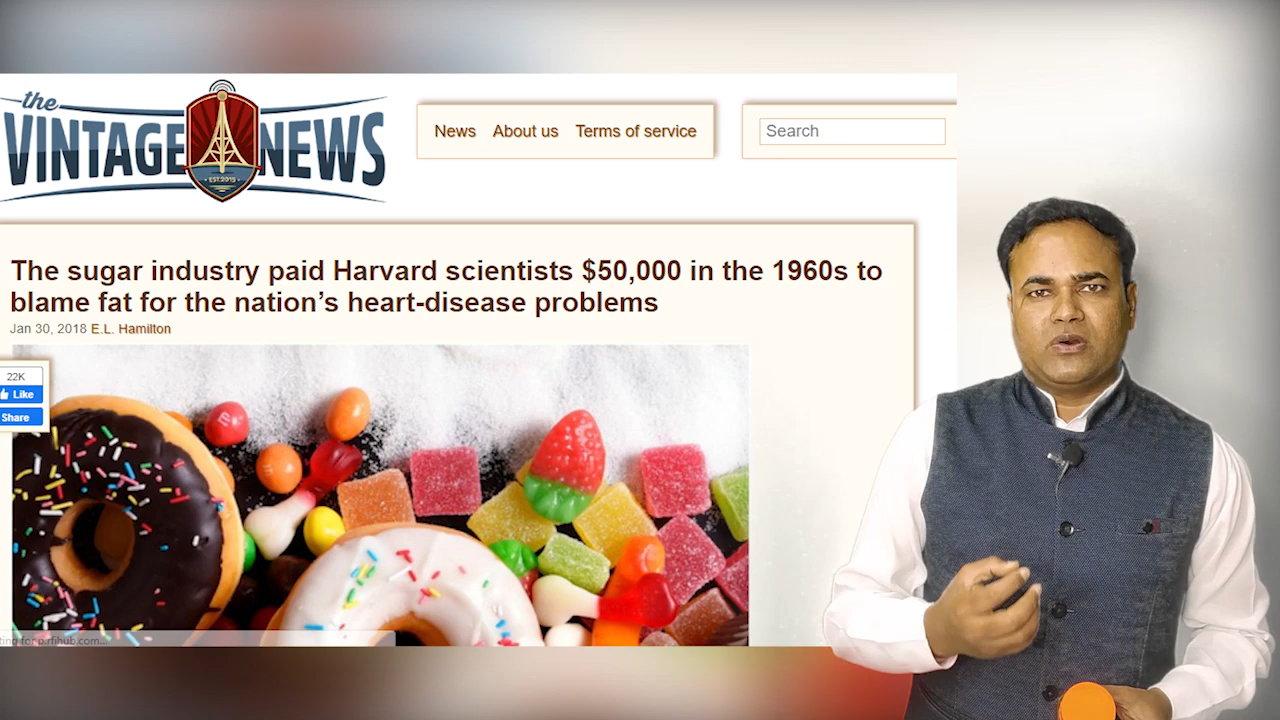 the
VINTAGE NEWS
EST.2015
News About us Terms of service
Search
The sugar industry paid Harvard scientists $50,000 in the 1960s to
blame fat for the nation's heart-disease problems
Jan 30, 2018 E.L. Hamilton
22K
Like
Share